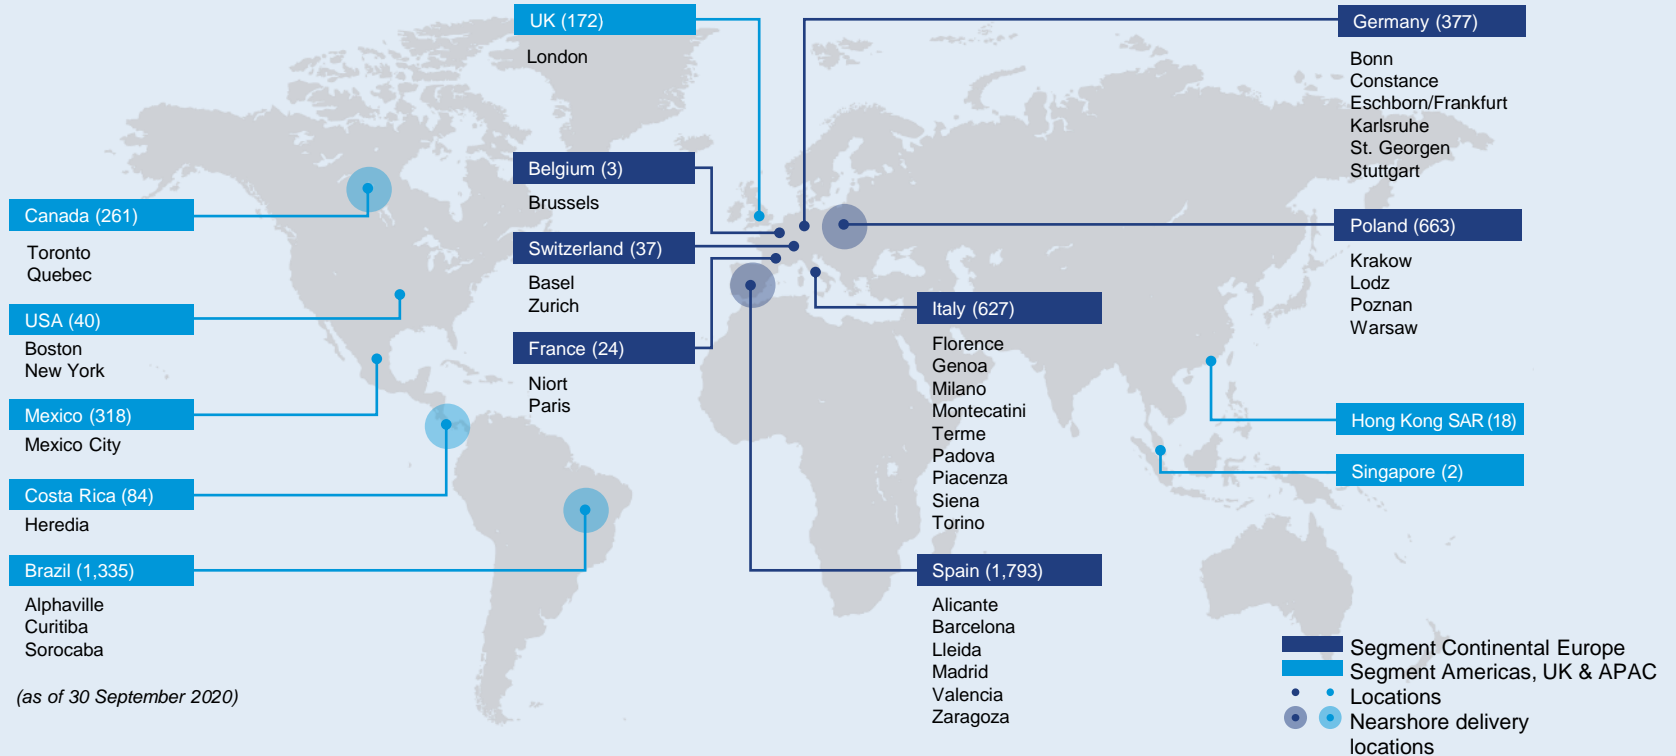 UK (172)
London
Germany (377)
Bonn
Constance
Eschborn/Frankfurt
Karlsruhe
St. Georgen
Stuttgart
Belgium (3)
Brussels
Canada (261)
Toronto
Quebec
Switzerland (37)
Basel
Zurich
Poland (663)
Krakow
Lodz
Poznan
Warsaw
USA (40)
Boston
New York
France (24)
Niort
Paris
Italy (627)
Florence
Genoa
Milano
Montecatini
Terme
Padova
Piacenza
Siena
Torino
Mexico (318)
Mexico City
Hong Kong SAR (18)
Singapore (2)
Costa Rica (84)
Heredia
Brazil (1,335)
Alphaville
Curitiba
Sorocaba
Spain (1,793)
Alicante
Barcelona
Lleida
Madrid
Valencia
Zaragoza
(as of 30 September 2020)
Segment Continental Europe
Segment Americas, UK & APAC
Locations
Nearshore delivery
locations